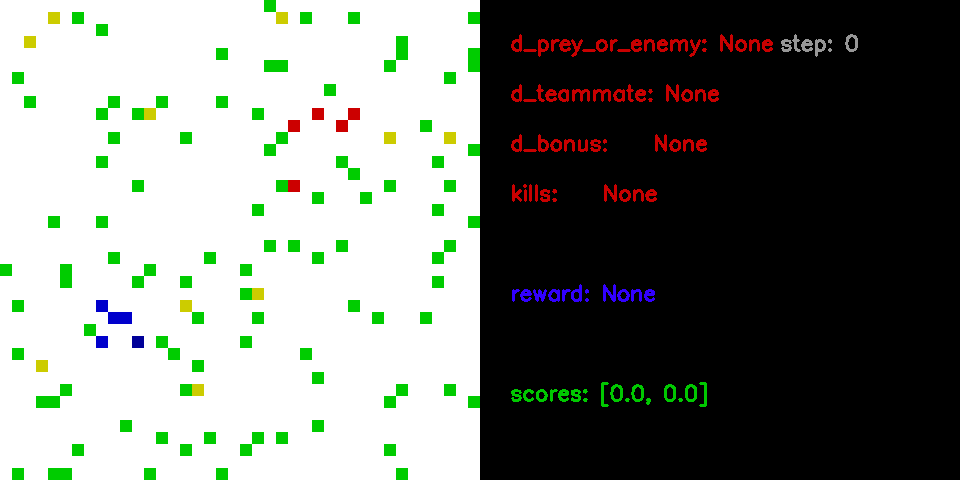 d_prey_or_enemy: None step: 0
d_teammate: None
d_bonus: None
kills: None
reward: None
scores: [0.0, 0.0]